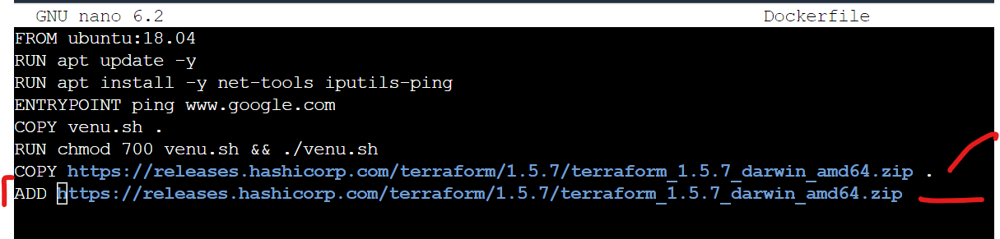 GNU nano 6.2 Dockerfile
FROM ubuntu:18.04
RUN apt update -y
RUN apt install -y net-tools iputils-ping
ENTRYPOINT ping www.google.com
COPY venu.sh .
RUN chmod 700 venu.sh && ./venu.sh
COPY https://releases.hashicorp.com/terraform/1.5.7/terraform_1.5.7_darwin_amd64.zip .
ADD https://releases.hashicorp.com/terraform/1.5.7/terraform_1.5.7_darwin_amd64.zip